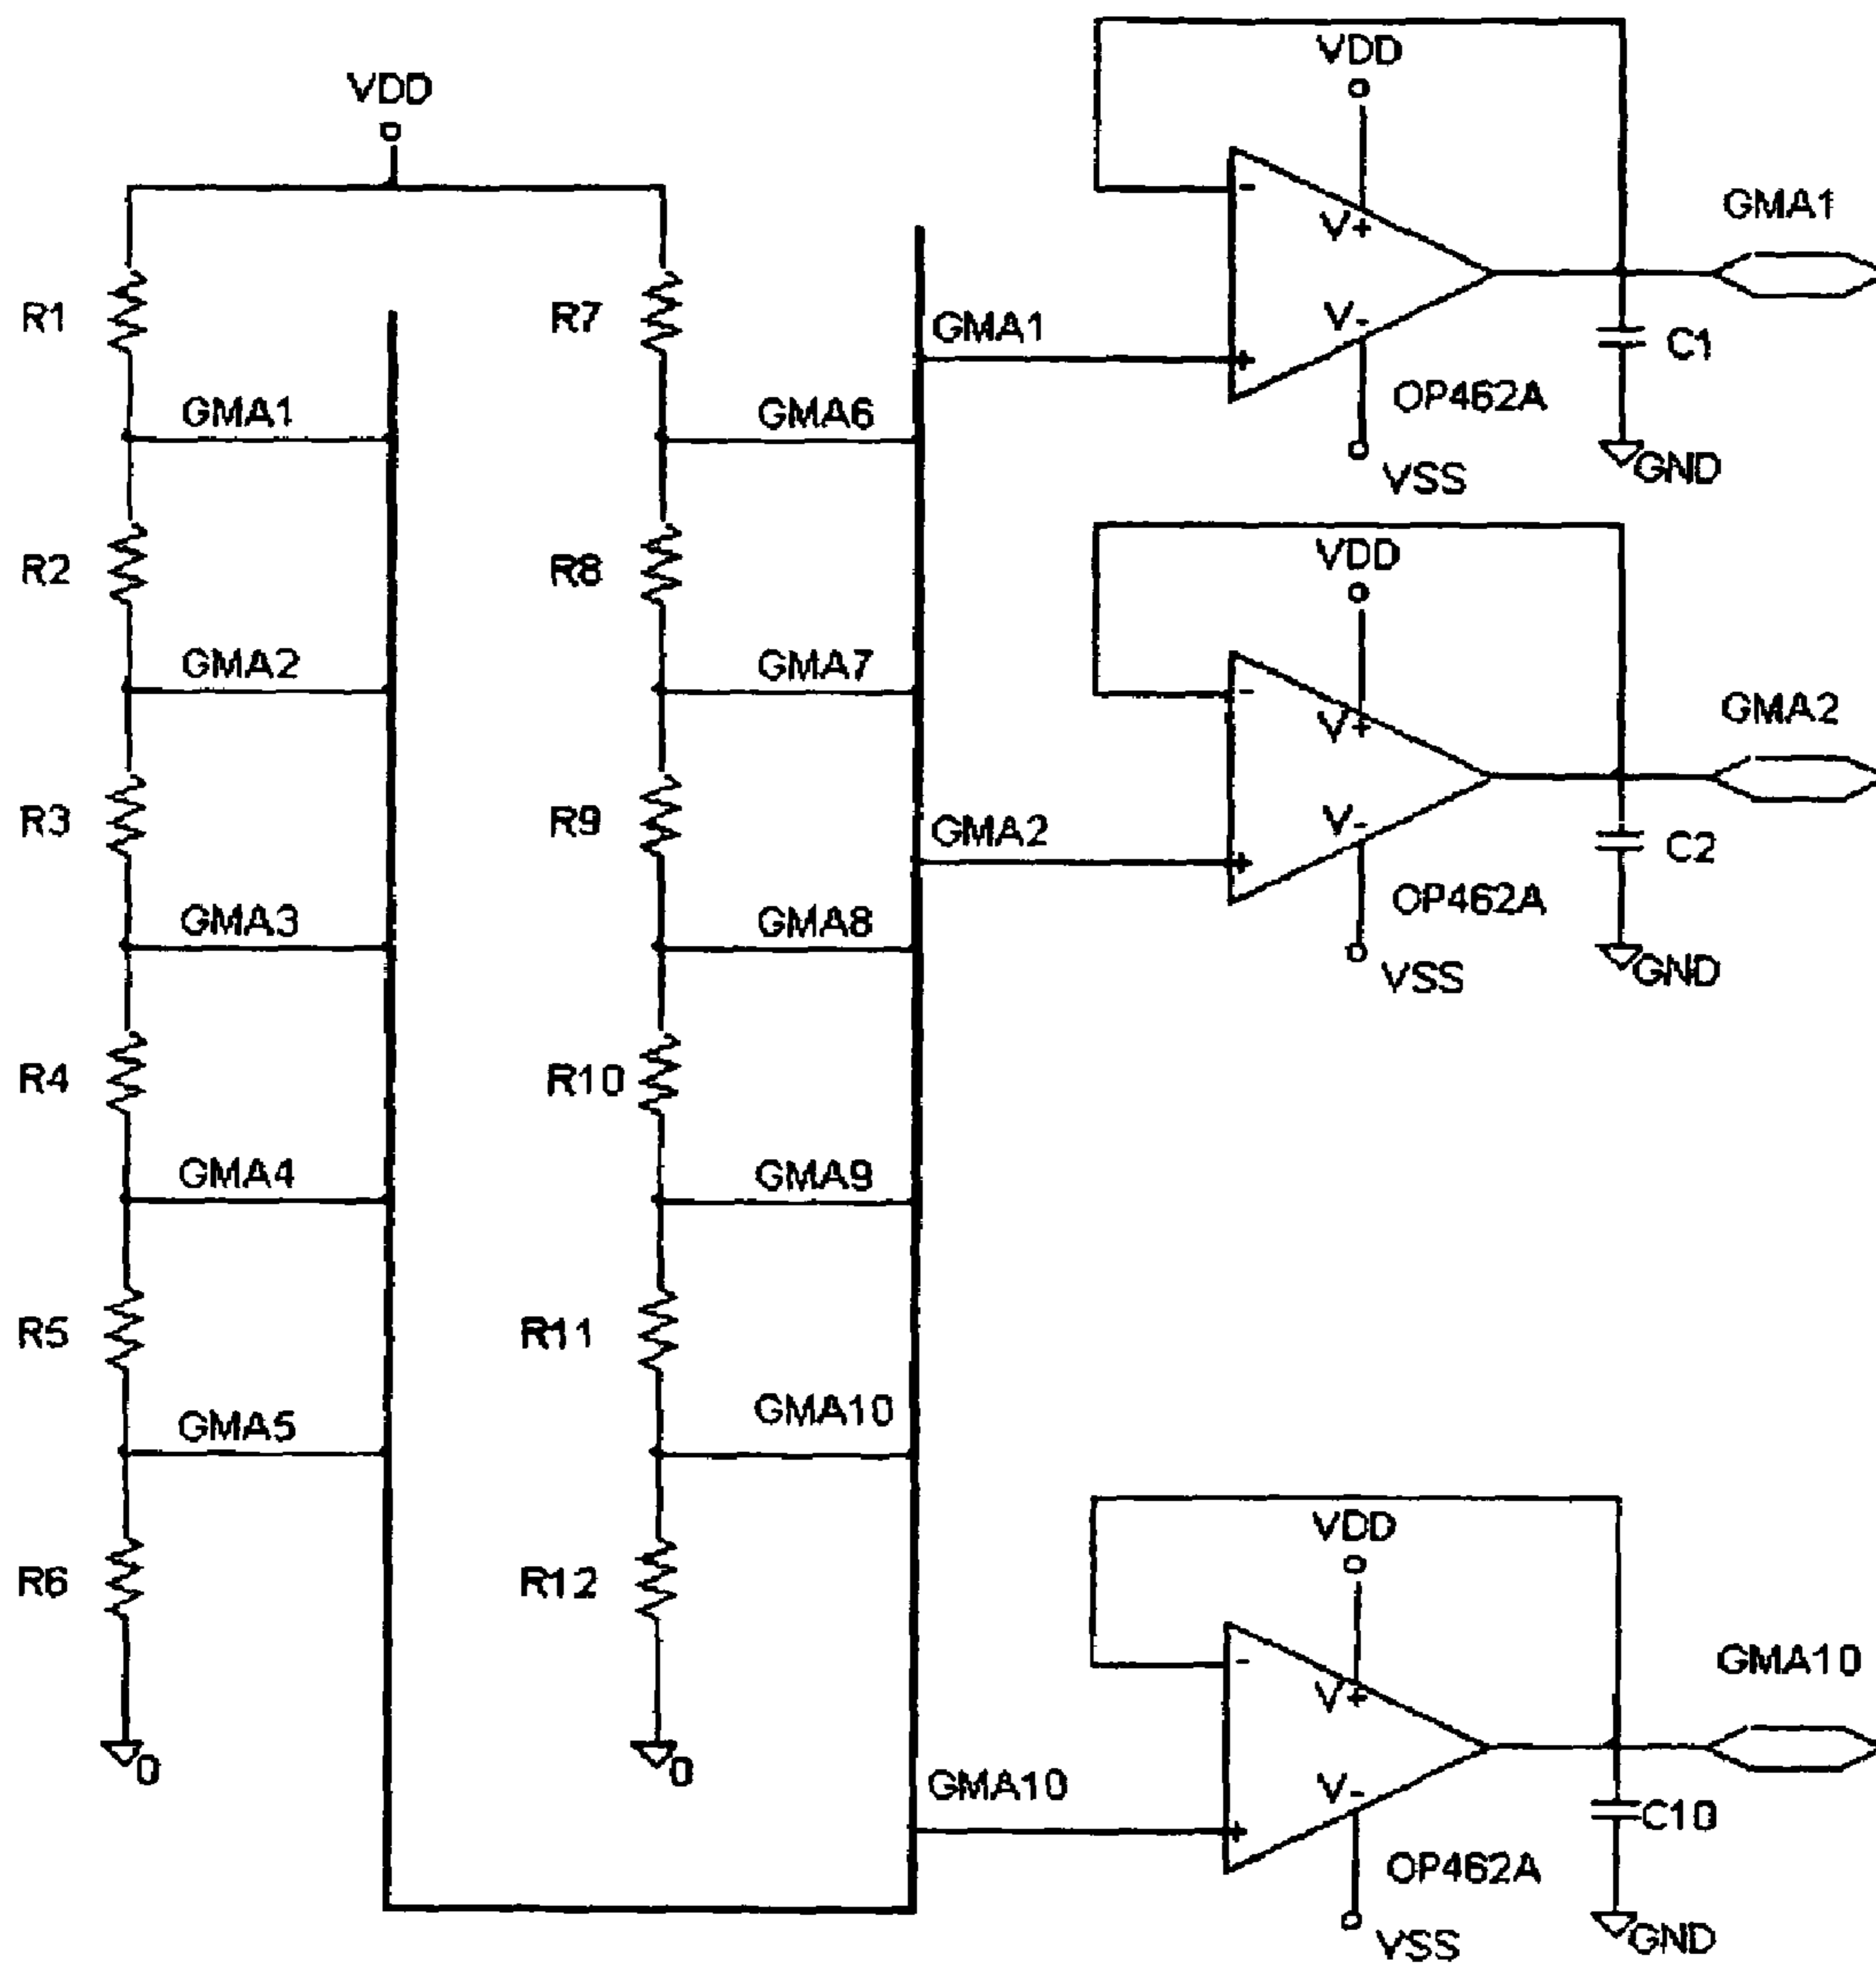 VDD
R1
GMA1
R2
GMA2
R3
GMA3
R4
GMA4
R5
GMA5
R6
0
R7
GMA6
R8
GMA7
R9
GMA8
R10
GMA9
R11
GMA10
R12
0
VDD
-
V+
GMA1
V-
GMA1
+
OP462A
C1
VSS
GND
VDD
-
V+
GMA2
V-
GMA2
+
OP462A
C2
VSS
GND
VDD
-
V+
GMA10
V-
GMA10
+
OP462A
C10
VSS
GND